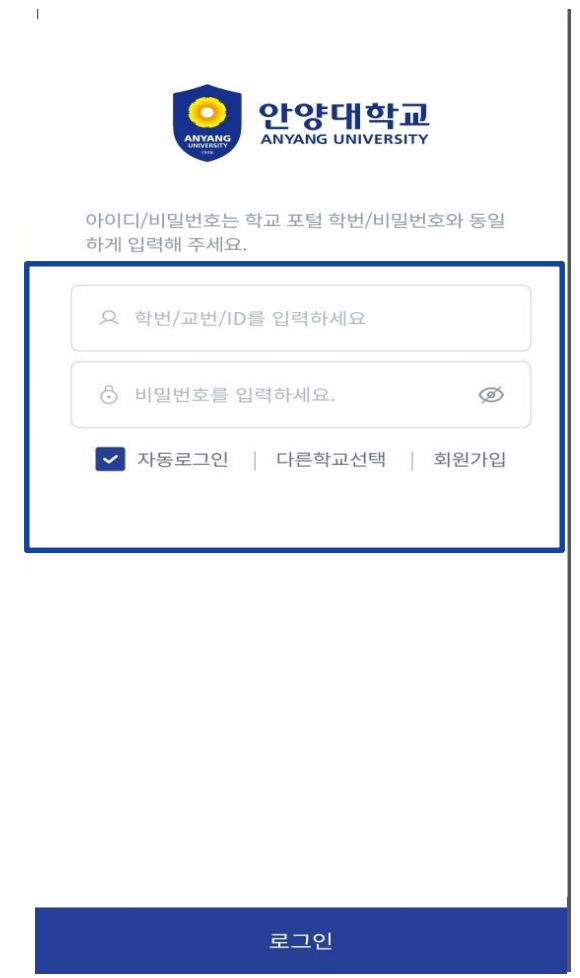 안양대학교
ANYANG UNIVERSITY
ANYANG
UNIVERSITY
아이디/비밀번호는 학교 포털 학번/비밀번호와 동일
하게 입력해 주세요.
학번/교번/ID를 입력하세요
비밀번호를 입력하세요.
자동로그인 | 다른학교선택 | 회원가입
로그인